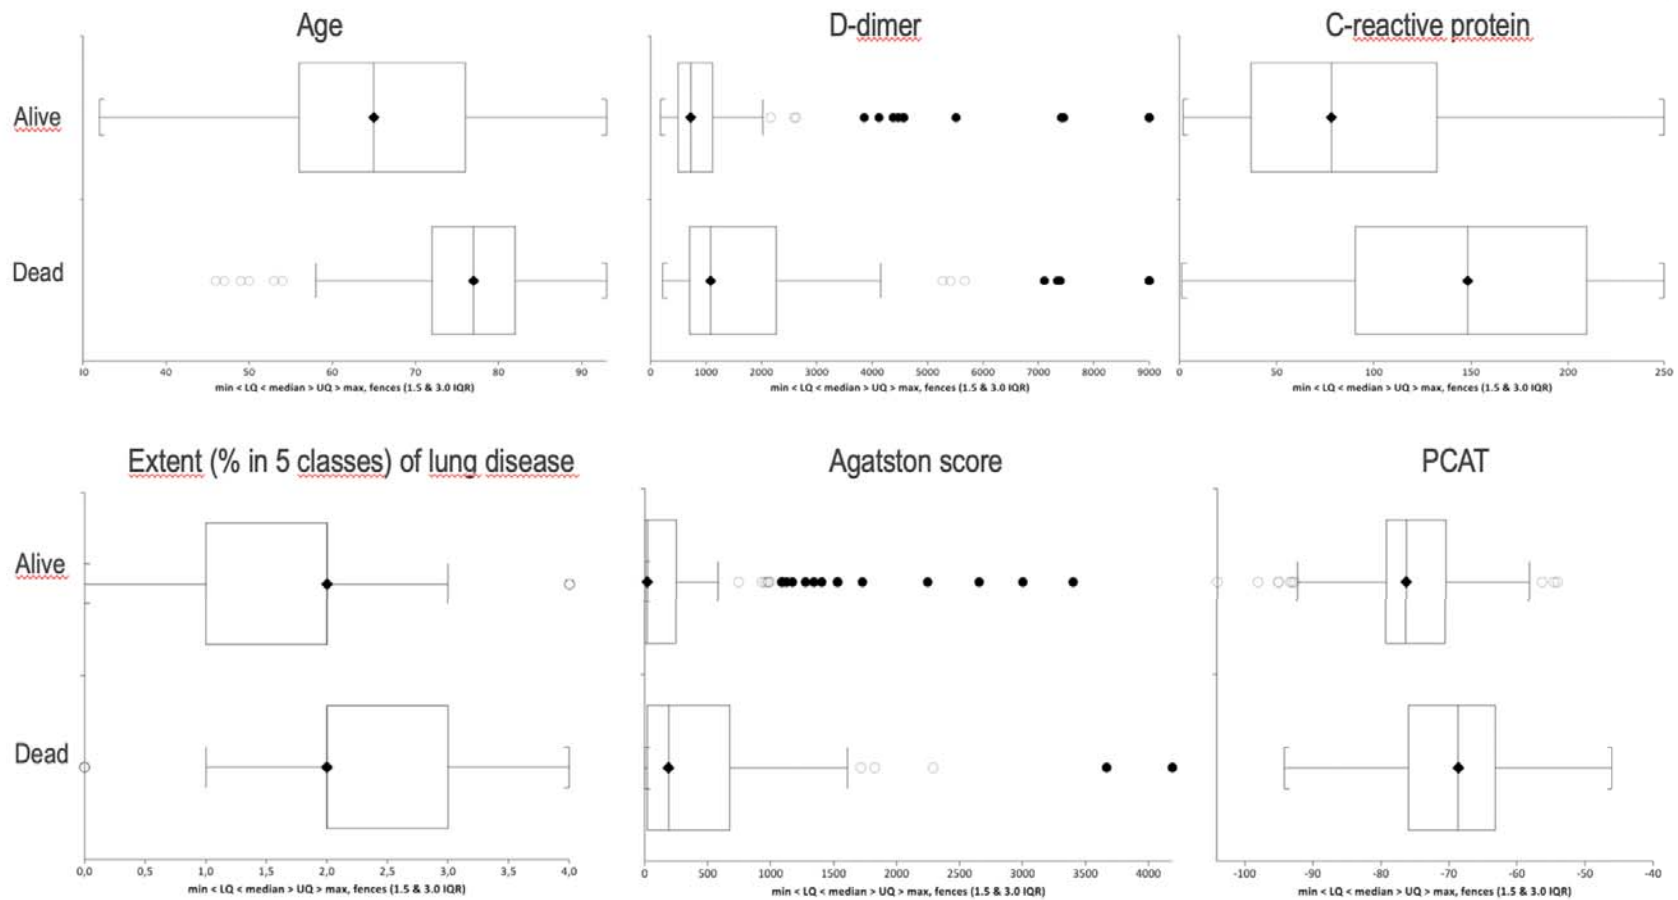 Age
D-dimer
C-reactive protein
Alive
Dead
30 40 50 60 70 80 90
0 1000 2000 3000 4000 5000 6000 7000 8000 9000
0 50 100 150 200 250
min < LQ < median > UQ > max, fences (1.5 & 3.0 IQR)
min < LQ < median > UQ > max, fences (1.5 & 3.0 IQR)
min < LQ < median > UQ > max, fences (1.5 & 3.0 IQR)
Extent (% in 5 classes) of lung disease
Agatston score
PCAT
Alive
Dead
0,0 0,5 1,0 1,5 2,0 2,5 3,0 3,5 4,0
0 500 1000 1500 2000 2500 3000 3500 4000
-100 -90 -80 -70 -60 -50 -40
min < LQ < median > UQ > max, fences (1.5 & 3.0 IQR)
min < LQ < median > UQ > max, fences (1.5 & 3.0 IQR)
min < LQ < median > UQ > max, fences (1.5 & 3.0 IQR)